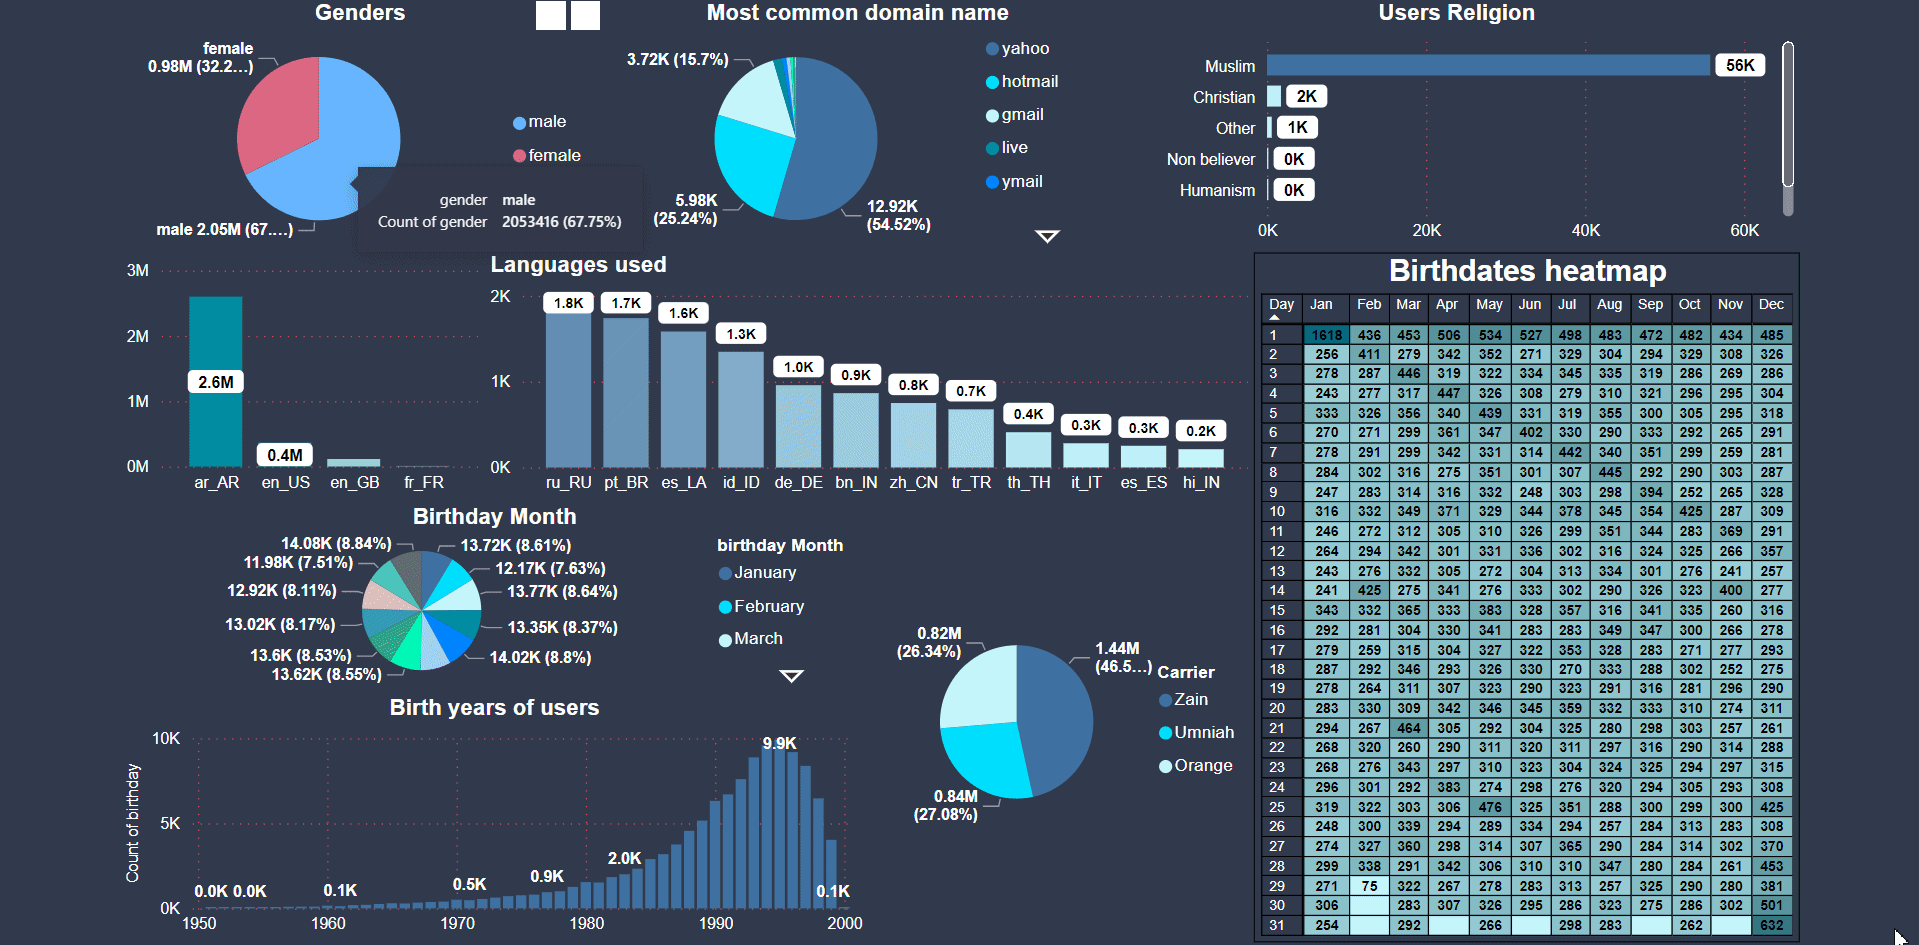 Genders
female
0.98M (32.2...)
male 2.05M (67....)
male
female
gender male
Count of gender 2053416 (67.75%)
Most common domain name
3.72K (15.7%)
5.98K
(25.24%)
12.92K
(54.52%)
yahoo
hotmail
gmail
live
ymail
Users Religion
Muslim 56K
Christian 2K
Other 1K
Non believer 0K
Humanism 0K
0K 20K 40K 60K
Languages used
3M
2M
1M
0M
2.6M 0.4M
ar_AR en_US en_GB fr_FR
2K
1K
0K
1.8K 1.7K 1.6K 1.3K 1.0K 0.9K 0.8K 0.7K 0.4K 0.3K 0.3K 0.2K
ru_RU pt_BR es_LA id_ID de_DE bn_IN zh_CN tr_TR th_TH it_IT es_ES hi_IN
Birthday Month
14.08K (8.84%)
11.98K (7.51%)
12.92K (8.11%)
13.02K (8.17%)
13.6K (8.53%)
13.62K (8.55%)
13.72K (8.61%)
12.17K (7.63%)
13.77K (8.64%)
13.35K (8.37%)
14.02K (8.8%)
birthday Month
January
February
March
0.82M
(26.34%)
1.44M
(46.5...)
0.84M
(27.08%)
Carrier
Zain
Umniah
Orange
Birth years of users
Count of birthday
10K
5K
0K
0.0K 0.0K 0.1K 0.5K 0.9K 2.0K 9.9K 0.1K
1950 1960 1970 1980 1990 2000
Birthdates heatmap
Day Jan Feb Mar Apr May Jun Jul Aug Sep Oct Nov Dec
1 1618 436 453 506 534 527 498 483 472 482 434 485
2 256 411 279 342 352 271 329 304 294 329 308 326
3 278 287 446 319 322 334 345 335 319 286 269 286
4 243 277 317 447 326 308 279 310 321 296 295 304
5 333 326 356 340 439 331 319 355 300 305 295 318
6 270 271 299 361 347 402 330 290 333 292 265 291
7 278 291 299 342 331 314 442 340 351 299 259 281
8 284 302 316 275 351 301 307 445 292 290 303 287
9 247 283 314 316 332 248 303 298 394 252 265 328
10 316 332 349 371 329 344 378 345 354 425 287 309
11 246 272 312 305 310 326 299 351 344 283 369 291
12 264 294 342 301 331 336 302 316 324 325 266 357
13 243 276 332 305 272 304 313 334 301 276 241 257
14 241 425 275 341 276 333 302 290 326 323 400 277
15 343 332 365 333 383 328 357 316 341 335 260 316
16 292 281 304 330 341 283 283 349 347 300 266 278
17 279 259 315 304 327 322 353 328 283 271 277 293
18 287 292 346 293 326 330 270 333 288 302 252 275
19 278 264 311 307 323 290 323 291 316 281 296 290
20 283 330 309 342 346 345 359 332 333 310 274 311
21 294 267 464 305 292 304 325 280 298 303 257 261
22 268 320 260 290 311 320 311 297 316 290 314 288
23 268 276 343 297 310 323 304 324 325 294 297 315
24 296 301 292 383 274 298 276 320 294 305 293 308
25 319 322 303 306 476 325 351 288 300 299 300 425
26 248 300 339 294 289 334 294 257 284 313 283 308
27 274 327 360 298 314 307 365 290 284 314 302 370
28 299 338 291 342 306 310 310 347 280 284 261 453
29 271 75 322 267 278 283 313 257 325 290 280 381
30 306 283 307 326 295 286 323 275 286 302 501
31 254 292 266 298 283 262 632